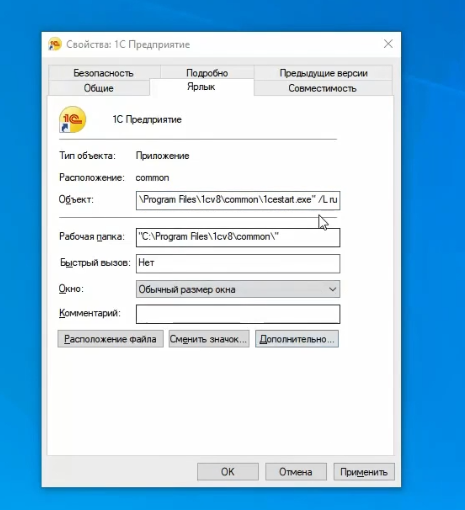 Свойства: 1С Предприятие
Безопасность Подробно Предыдущие версии
Общие Ярлык Совместимость
1С
1С Предприятие
Тип объекта: Приложение
Расположение: common
Объект: \Program Files\1cv8\common\1cestart.exe" /L ru
Рабочая папка: "C:\Program Files\1cv8\common\"
Быстрый вызов: Нет
Окно: Обычный размер окна
Комментарий:
Расположение файла Сменить значок... Дополнительно...
ОК Отмена Применить